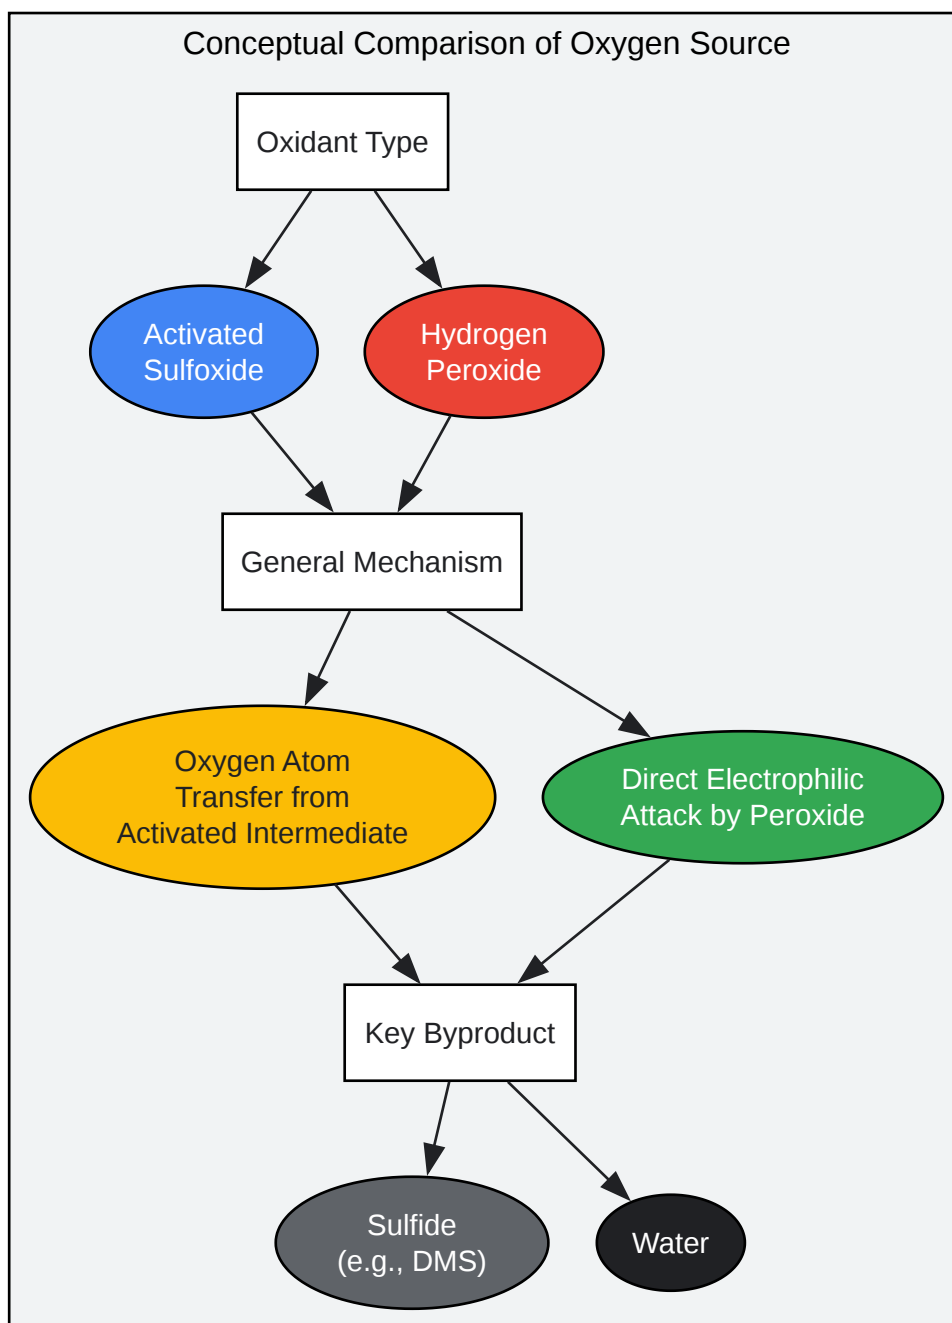 Conceptual Comparison of Oxygen Source
Oxidant Type
Activated
Sulfoxide
Hydrogen
Peroxide
General Mechanism
Oxygen Atom
Transfer from
Activated Intermediate
Direct Electrophilic
Attack by Peroxide
Key Byproduct
Sulfide
(e.g., DMS)
Water